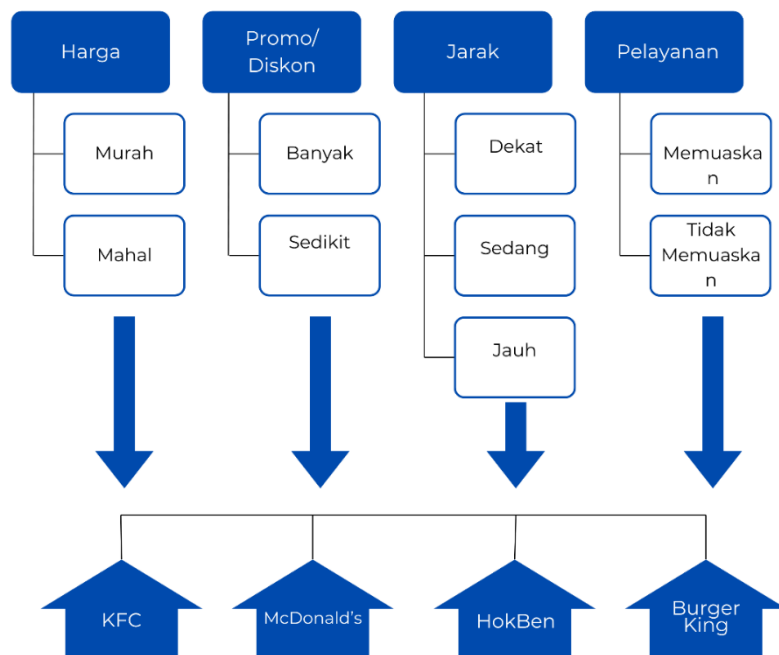 Harga
Promo/
Diskon
Jarak
Pelayanan
Murah
Banyak
Dekat
Memuaska
n
Mahal
Sedikit
Sedang
Tidak
Memuaska
n
Jauh
KFC
McDonald's
HokBen
Burger
King